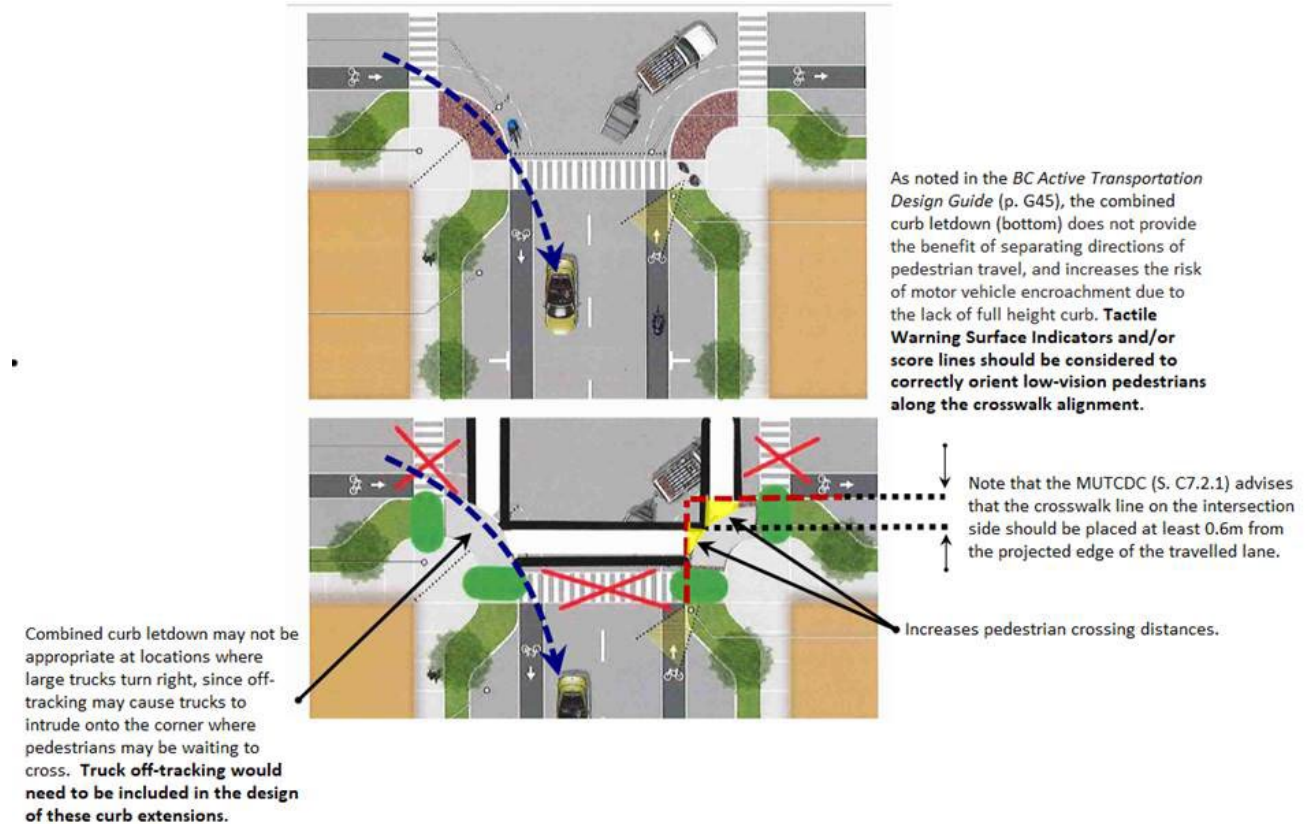 As noted in the BC Active Transportation
Design Guide (p. G45), the combined
curb letdown (bottom) does not provide
the benefit of separating directions of
pedestrian travel, and increases the risk
of motor vehicle encroachment due to
the lack of full height curb. Tactile
Warning Surface Indicators and/or
score lines should be considered to
correctly orient low-vision pedestrians
along the crosswalk alignment.
Note that the MUTCDC (S. C7.2.1) advises
that the crosswalk line on the intersection
side should be placed at least 0.6m from
the projected edge of the travelled lane.
Increases pedestrian crossing distances.
Combined curb letdown may not be
appropriate at locations where
large trucks turn right, since off-
tracking may cause trucks to
intrude onto the corner where
pedestrians may be waiting to
cross. Truck off-tracking would
need to be included in the design
of these curb extensions.